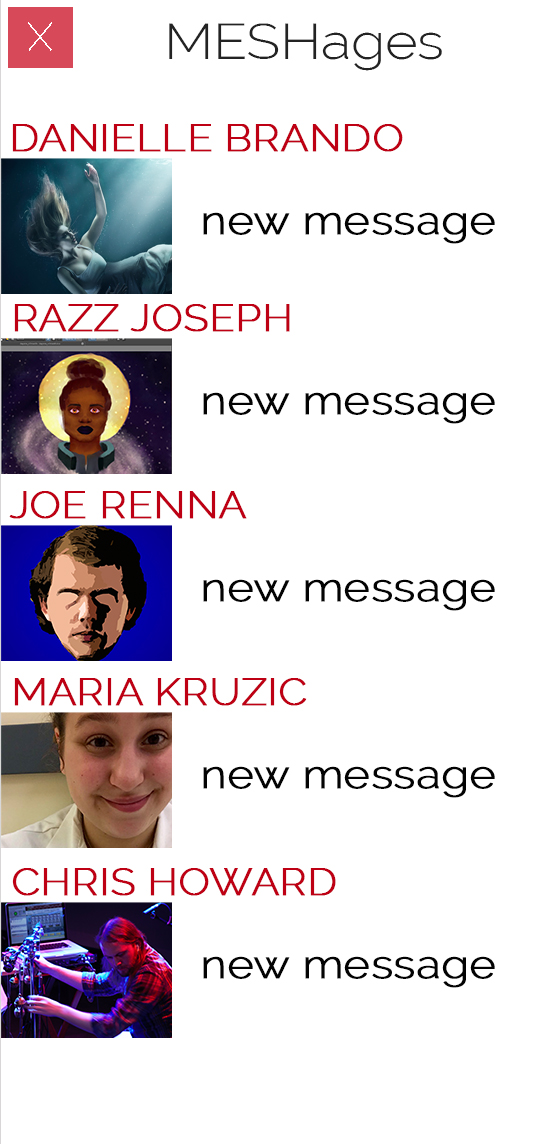 X
MESHages
DANIELLE BRANDO
new message
RAZZ JOSEPH
new message
JOE RENNA
new message
MARIA KRUZIC
new message
CHRIS HOWARD
new message